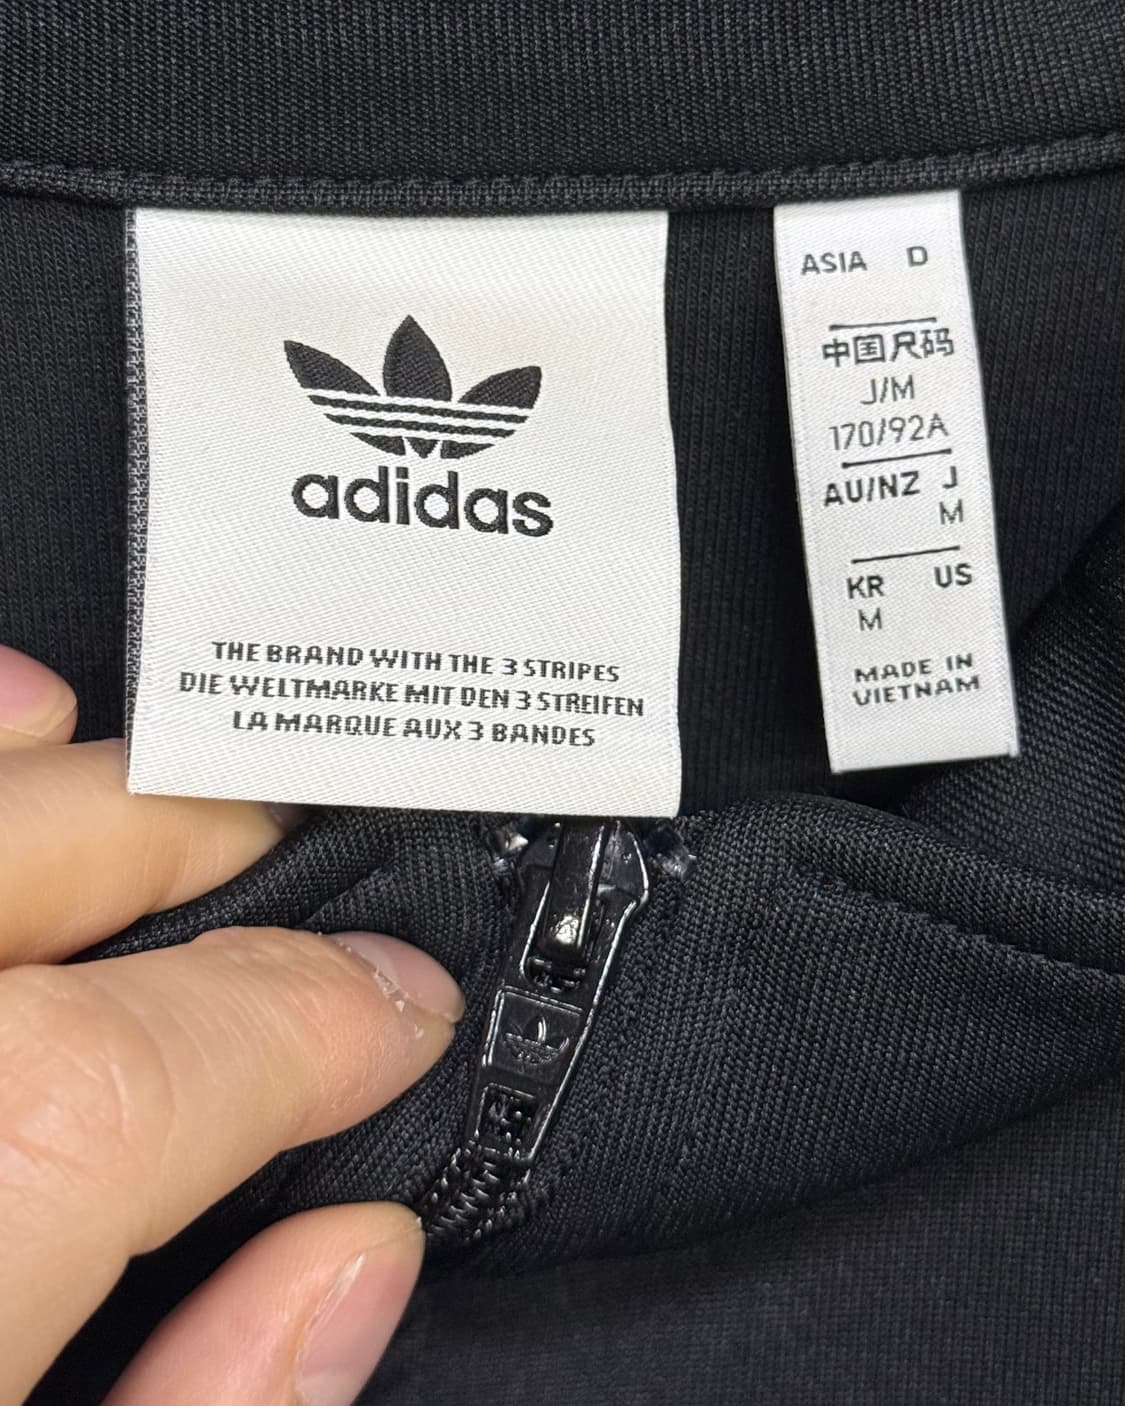 adidas
THE BRAND WITH THE 3 STRIPES
DIE WELTMARKE MIT DEN 3 STREIFEN
LA MARQUE AUX 3 BANDES
ASIA D
中国尺码
J/M
170/92A
AU/NZ J
M
KR US
M
MADE IN
VIETNAM